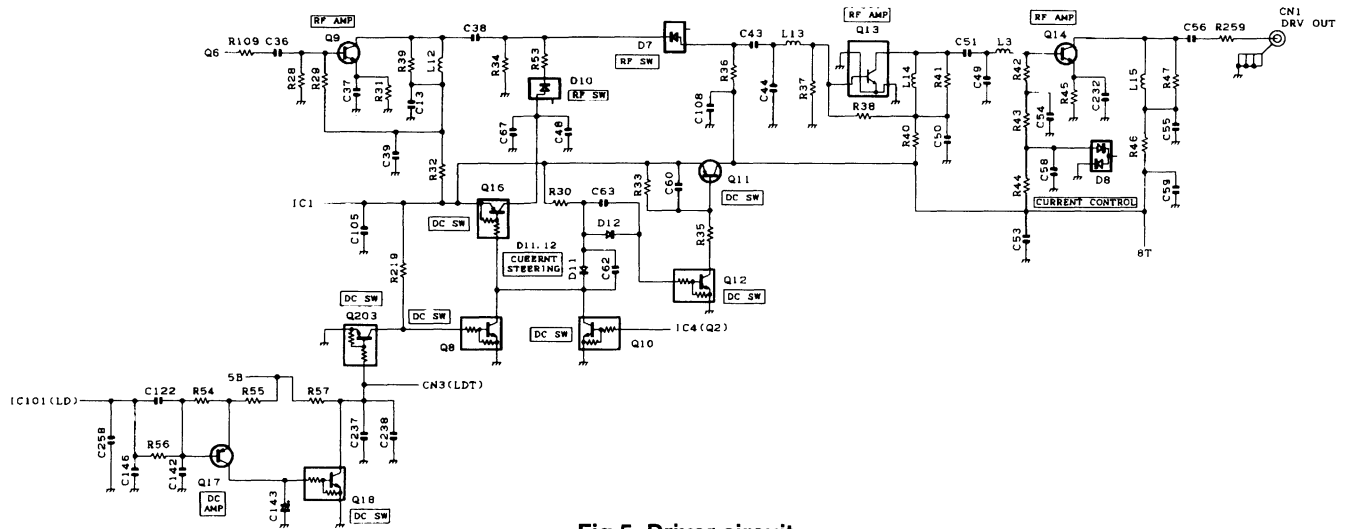 CN1
DRV OUT
RF AMP
Q9
RF AMP
Q13
RF AMP
Q14
C56
R259
Q6
R109
C36
C38
D7
RF SW
C43
L13
C51
L3
R28
R29
C37
R31
R39
C13
L12
R34
R53
D10
RF SW
R36
C108
C44
R37
L14
R41
R38
C49
R42
R45
C232
L15
R47
C39
C67
C48
R40
C50
R43
C54
C55
R46
R32
Q16
R30
C63
R33
C60
Q11
DC SW
C58
D8
CURRENT CONTROL
R44
C59
IC1
C105
DC SW
D12
R35
C53
8T
R219
D11,12
CUEERNT
STEERING
D11
C62
Q12
DC SW
DC SW
Q203
DC SW
Q8
DC SW
Q10
IC4(Q2)
5B
CN3(LDT)
IC101(LD)
C122
R54
R55
R57
C258
C146
R56
C142
Q17
DC
AMP
C143
Q18
DC SW
C237
C238
Fig.5 Driver circuit